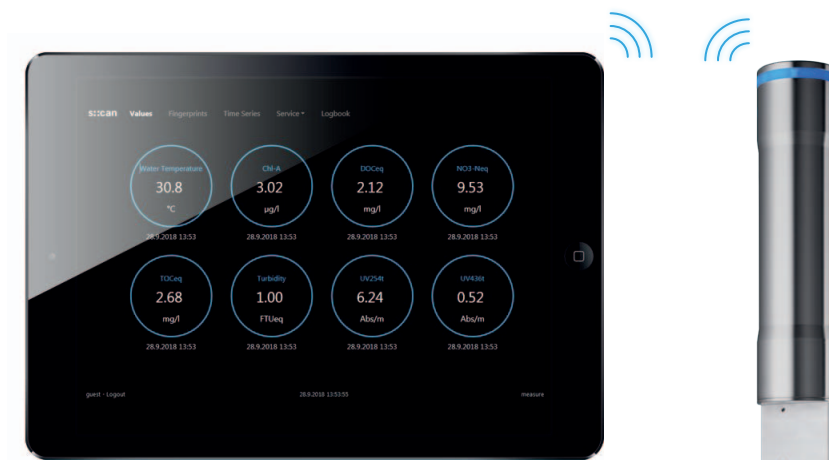 s::can Values Fingerprints Time Series Service Logbook
Water Temperature Chl-A DOCeq NO3-Neq
30.8 3.02 2.12 9.53
°C µg/l mg/l mg/l
28.9.2018 13:53 28.9.2018 13:53 28.9.2018 13:53 28.9.2018 13:53
TOCeq Turbidity UV254t UV436t
2.68 1.00 6.24 0.52
mg/l FTUeq Abs/m Abs/m
28.9.2018 13:53 28.9.2018 13:53 28.9.2018 13:53 28.9.2018 13:53
guest - Logout 28.9.2018 13:53:55 measure